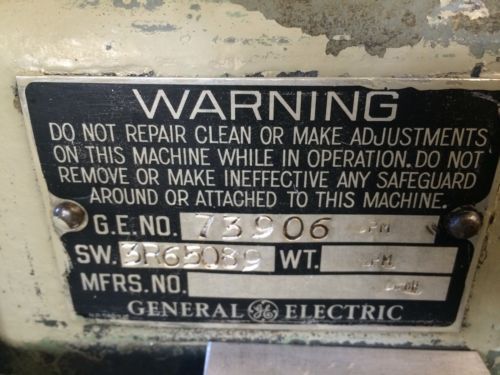 WARNING
DO NOT REPAIR CLEAN OR MAKE ADJUSTMENTS
ON THIS MACHINE WHILE IN OPERATION. DO NOT
REMOVE OR MAKE INEFFECTIVE ANY SAFEGUARD
AROUND OR ATTACHED TO THIS MACHINE.
G.E.NO. 73906
SW. 3R65089 WT.
MFRS.NO.
GENERAL GE ELECTRIC